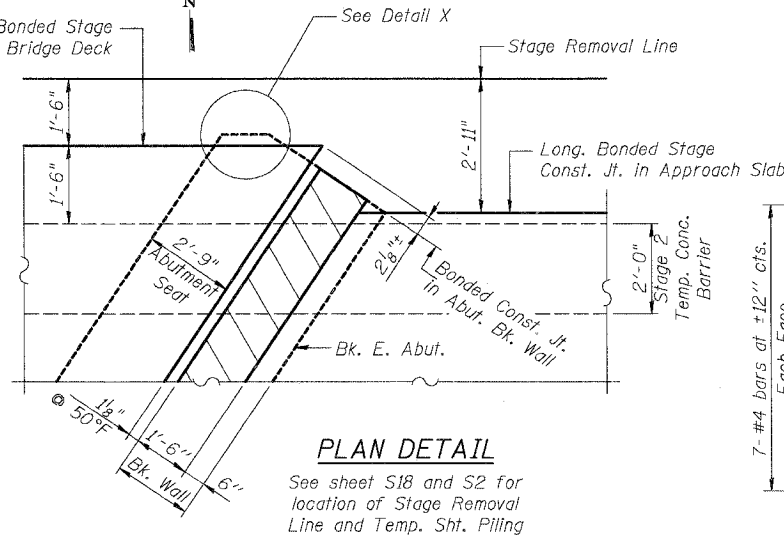 N
Bonded Stage
Bridge Deck
See Detail X
Stage Removal Line
1'-6"
1'-6"
2'-11"
Long. Bonded Stage
Const. Jt. in Approach Slab
2'-9"
Abutment
Seat
2'-0"
Stage 2
Temp. Conc.
Barrier
Bonded Const. Jt.
in Abut. Bk. Wall
Bk. E. Abut.
7-#4 bars at ±12" cts.
Each Face
1⅛"
@ 50°F
1'-6"
6"
Bk. Wall
PLAN DETAIL
See sheet S18 and S2 for
location of Stage Removal
Line and Temp. Sht. Piling